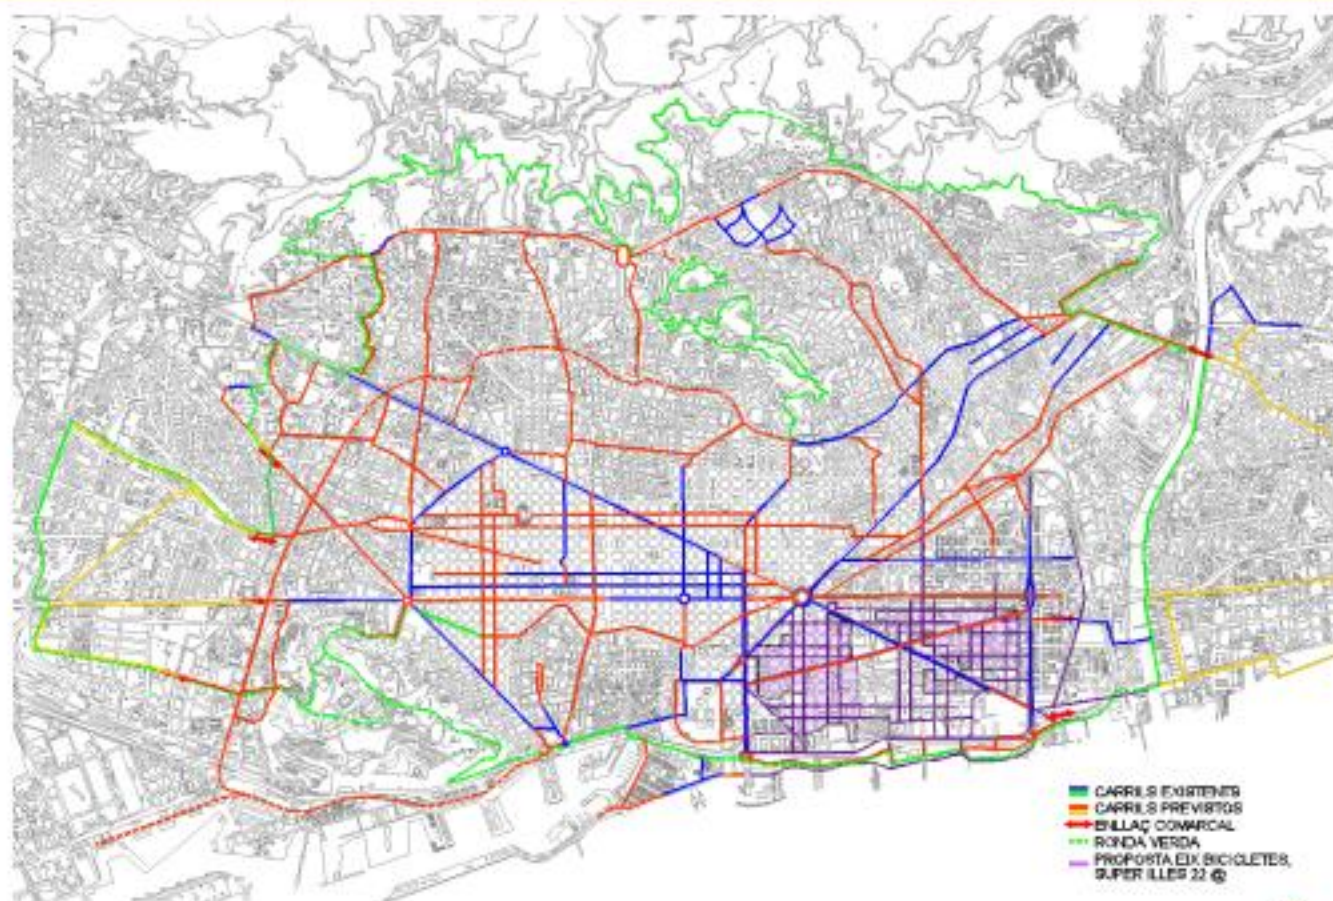 CARRILS EXISTENTS
CARRILS PREVISTOS
ENLLAÇ COMARCAL
RONDA VERDA
PROPOSTA EIX BICICLETES,
SUPER ILLES 22 @